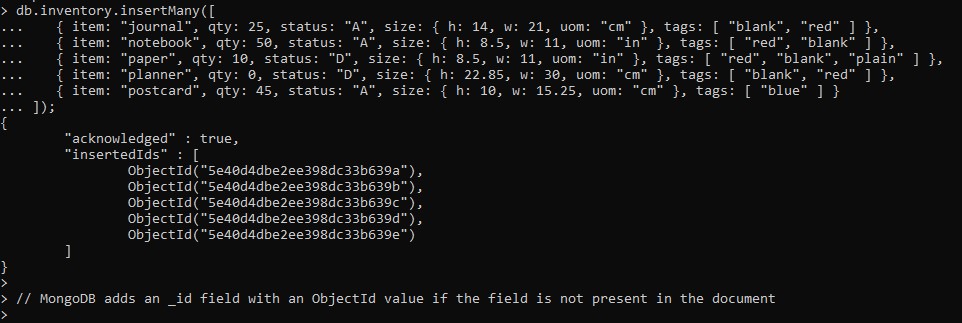 > db.inventory.insertMany([
...    { item: "journal", qty: 25, status: "A", size: { h: 14, w: 21, uom: "cm" }, tags: [ "blank", "red" ] },
...    { item: "notebook", qty: 50, status: "A", size: { h: 8.5, w: 11, uom: "in" }, tags: [ "red", "blank" ] },
...    { item: "paper", qty: 10, status: "D", size: { h: 8.5, w: 11, uom: "in" }, tags: [ "red", "blank", "plain" ] },
...    { item: "planner", qty: 0, status: "D", size: { h: 22.85, w: 30, uom: "cm" }, tags: [ "blank", "red" ] },
...    { item: "postcard", qty: 45, status: "A", size: { h: 10, w: 15.25, uom: "cm" }, tags: [ "blue" ] }
... ]);
{
        "acknowledged" : true,
        "insertedIds" : [
                ObjectId("5e40d4dbe2ee398dc33b639a"),
                ObjectId("5e40d4dbe2ee398dc33b639b"),
                ObjectId("5e40d4dbe2ee398dc33b639c"),
                ObjectId("5e40d4dbe2ee398dc33b639d"),
                ObjectId("5e40d4dbe2ee398dc33b639e")
        ]
}
>
> // MongoDB adds an _id field with an ObjectId value if the field is not present in the document
>